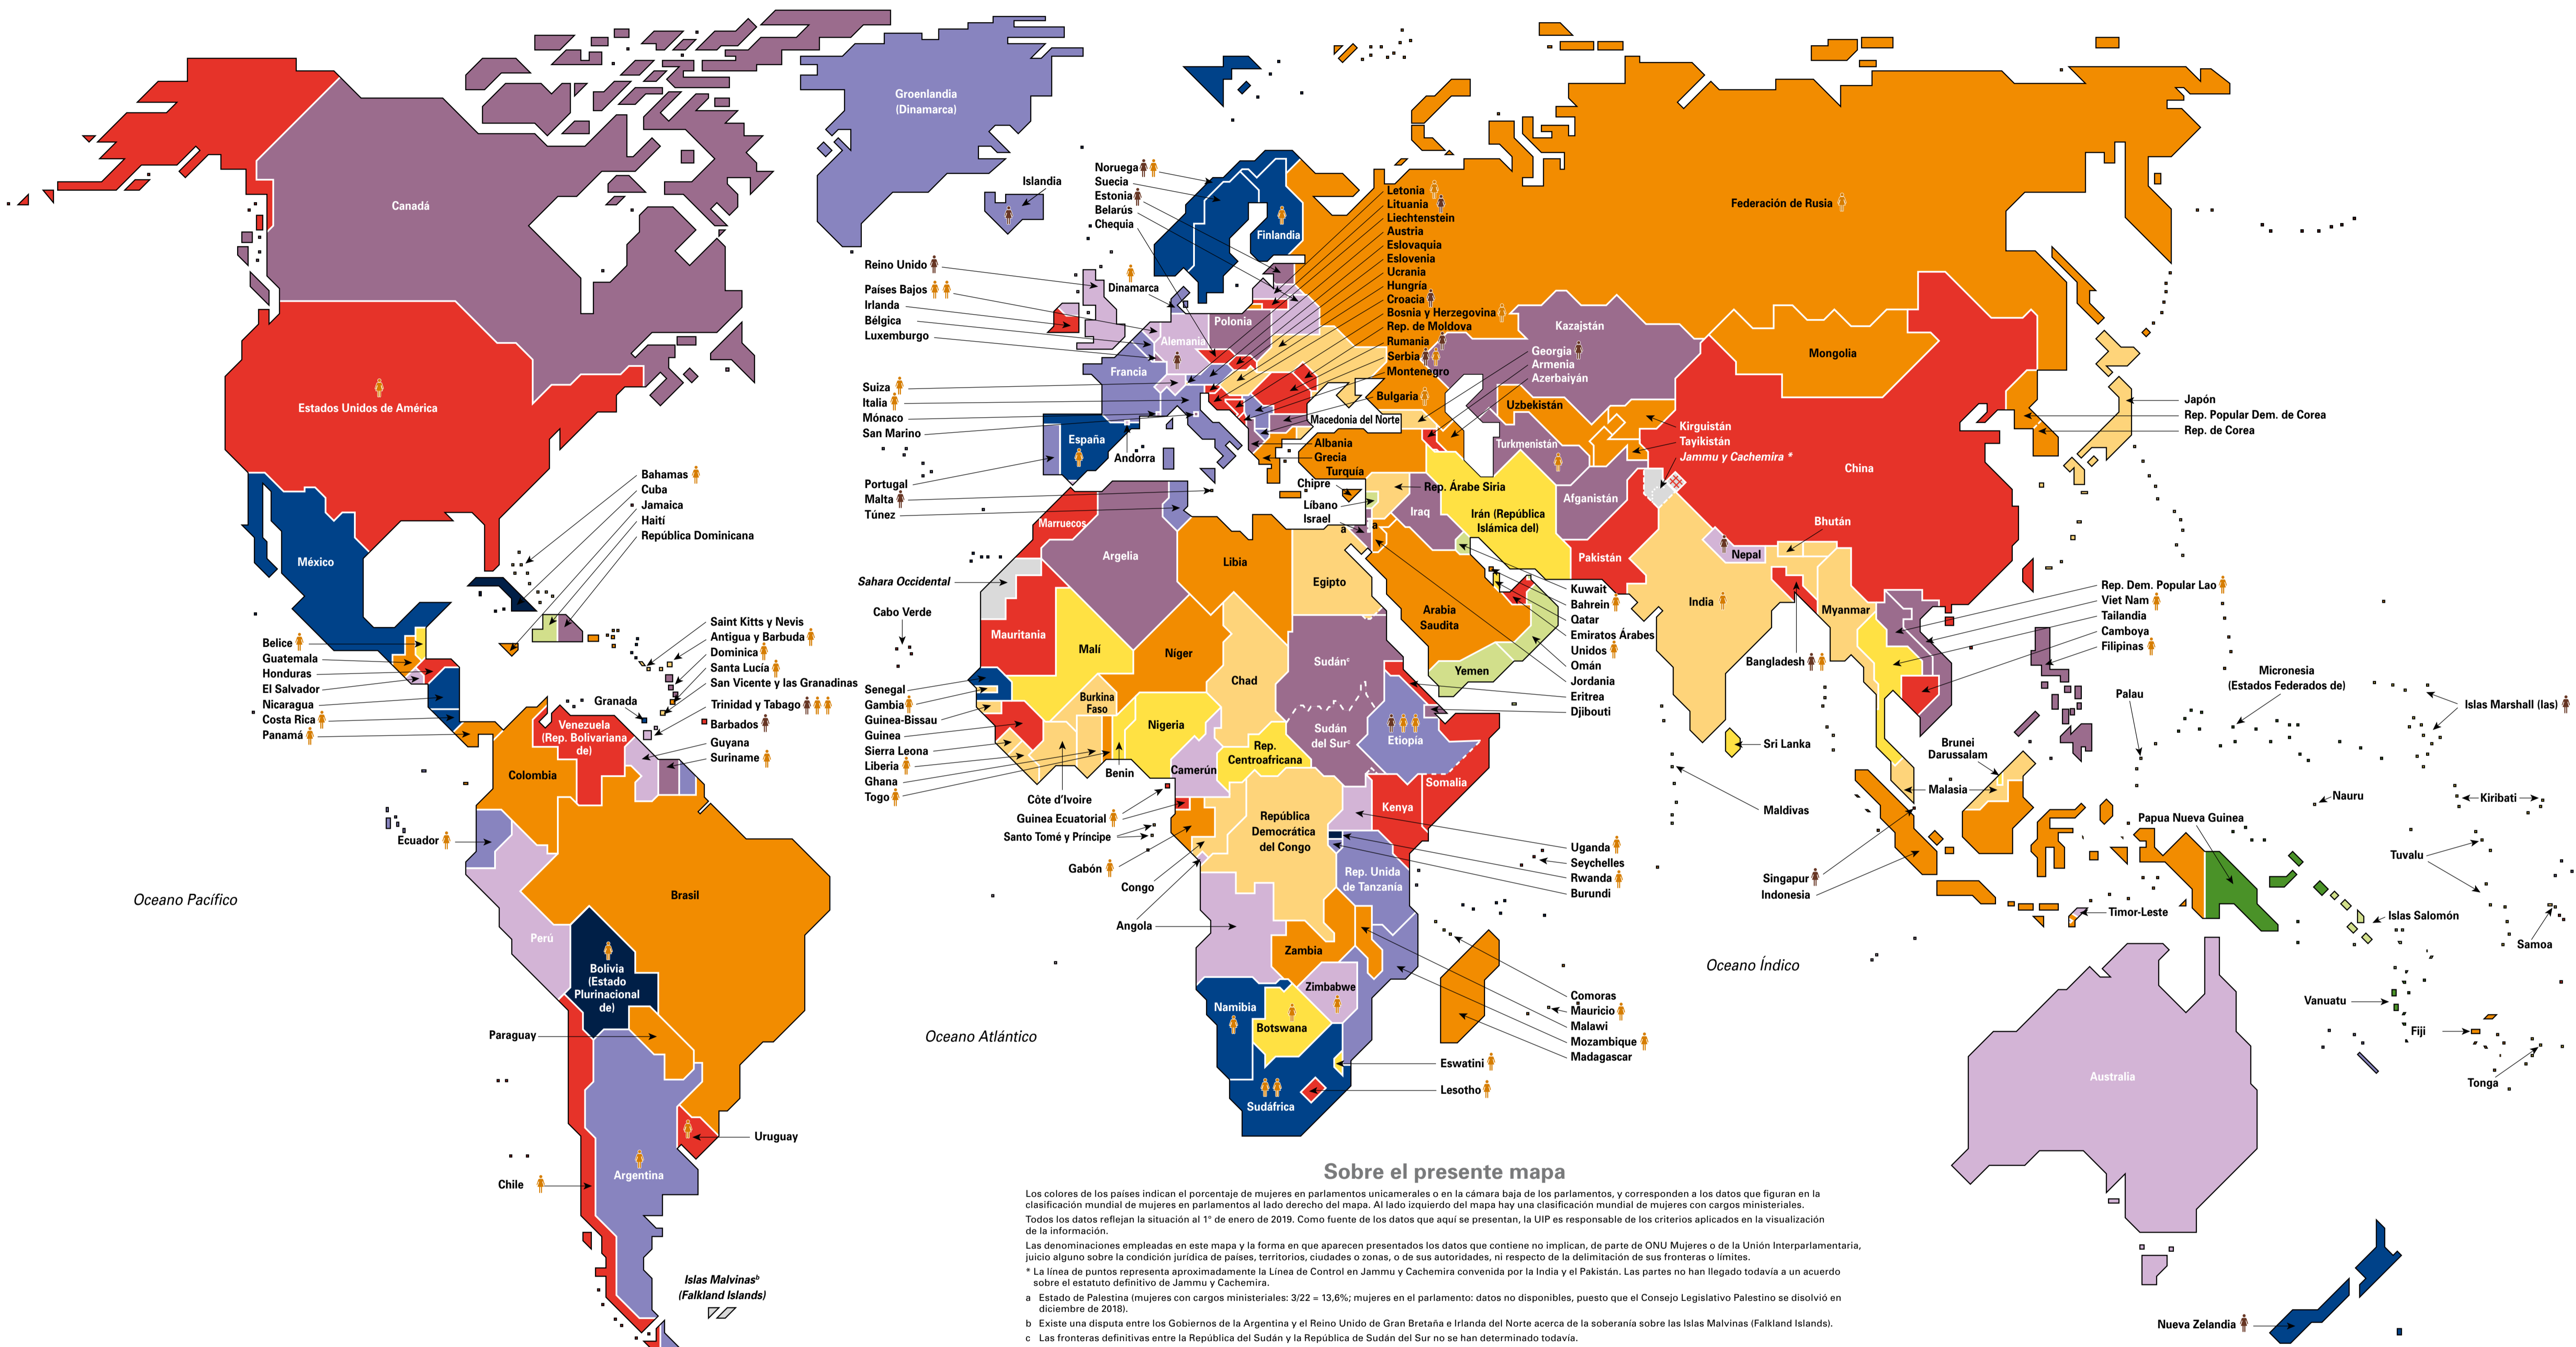 Groenlandia
(Dinamarca)
Islandia
Canadá
Estados Unidos de América
México
Bahamas
Cuba
Jamaica
Haití
República Dominicana
Belice
Guatemala
Honduras
El Salvador
Nicaragua
Costa Rica
Panamá
Saint Kitts y Nevis
Antigua y Barbuda
Dominica
Santa Lucía
San Vicente y las Granadinas
Granada
Trinidad y Tabago
Barbados
Guyana
Suriname
Venezuela
(Rep. Bolivariana
de)
Colombia
Ecuador
Perú
Brasil
Bolivia
(Estado
Plurinacional
de)
Paraguay
Uruguay
Argentina
Chile
Islas Malvinasᵇ
(Falkland Islands)
Oceano Pacífico
Oceano Atlántico
Oceano Índico
Noruega
Suecia
Estonia
Belarús
Chequia
Finlandia
Reino Unido
Países Bajos
Irlanda
Bélgica
Luxemburgo
Dinamarca
Polonia
Alemania
Francia
Suiza
Italia
Mónaco
San Marino
España
Andorra
Portugal
Malta
Túnez
Letonia
Lituania
Liechtenstein
Austria
Eslovaquia
Eslovenia
Ucrania
Hungría
Croacia
Bosnia y Herzegovina
Rep. de Moldova
Rumania
Serbia
Montenegro
Bulgaria
Macedonia del Norte
Albania
Grecia
Turquía
Chipre
Líbano
Israel
a
a
Georgia
Armenia
Azerbaiyán
Federación de Rusia
Kazajstán
Mongolia
Uzbekistán
Turkmenistán
Kirguistán
Tayikistán
Jammu y Cachemira *
China
Japón
Rep. Popular Dem. de Corea
Rep. de Corea
Rep. Árabe Siria
Iraq
Irán (República
Islámica del)
Afganistán
Pakistán
Nepal
Bhután
India
Bangladesh
Myanmar
Sri Lanka
Maldivas
Arabia
Saudita
Yemen
Kuwait
Bahrein
Qatar
Emiratos Árabes
Unidos
Omán
Jordania
Eritrea
Djibouti
Marruecos
Argelia
Libia
Egipto
Sahara Occidental
Cabo Verde
Mauritania
Malí
Níger
Chad
Sudánᶜ
Sudán
del Surᶜ
Etiopía
Somalia
Kenya
Senegal
Gambia
Guinea-Bissau
Guinea
Sierra Leona
Liberia
Ghana
Togo
Burkina
Faso
Nigeria
Benin
Côte d'Ivoire
Camerún
Rep.
Centroafricana
Guinea Ecuatorial
Santo Tomé y Príncipe
Gabón
Congo
Angola
República
Democrática
del Congo
Rep. Unida
de Tanzanía
Uganda
Seychelles
Rwanda
Burundi
Zambia
Zimbabwe
Namibia
Botswana
Sudáfrica
Comoras
Mauricio
Malawi
Mozambique
Madagascar
Eswatini
Lesotho
Rep. Dem. Popular Lao
Viet Nam
Tailandia
Camboya
Filipinas
Brunei
Darussalam
Malasia
Singapur
Indonesia
Timor-Leste
Palau
Micronesia
(Estados Federados de)
Islas Marshall (las)
Nauru
Kiribati
Papua Nueva Guinea
Tuvalu
Islas Salomón
Samoa
Vanuatu
Fiji
Tonga
Australia
Nueva Zelandia
Sobre el presente mapa
Los colores de los países indican el porcentaje de mujeres en parlamentos unicamerales o en la cámara baja de los parlamentos, y corresponden a los datos que figuran en la
clasificación mundial de mujeres en parlamentos al lado derecho del mapa. Al lado izquierdo del mapa hay una clasificación mundial de mujeres con cargos ministeriales.
Todos los datos reflejan la situación al 1° de enero de 2019. Como fuente de los datos que aquí se presentan, la UIP es responsable de los criterios aplicados en la visualización
de la información.
Las denominaciones empleadas en este mapa y la forma en que aparecen presentados los datos que contiene no implican, de parte de ONU Mujeres o de la Unión Interparlamentaria,
juicio alguno sobre la condición jurídica de países, territorios, ciudades o zonas, o de sus autoridades, ni respecto de la delimitación de sus fronteras o límites.
* La línea de puntos representa aproximadamente la Línea de Control en Jammu y Cachemira convenida por la India y el Pakistán. Las partes no han llegado todavía a un acuerdo
sobre el estatuto definitivo de Jammu y Cachemira.
a Estado de Palestina (mujeres con cargos ministeriales: 3/22 = 13,6%; mujeres en el parlamento: datos no disponibles, puesto que el Consejo Legislativo Palestino se disolvió en
diciembre de 2018).
b Existe una disputa entre los Gobiernos de la Argentina y el Reino Unido de Gran Bretaña e Irlanda del Norte acerca de la soberanía sobre las Islas Malvinas (Falkland Islands).
c Las fronteras definitivas entre la República del Sudán y la República de Sudán del Sur no se han determinado todavía.